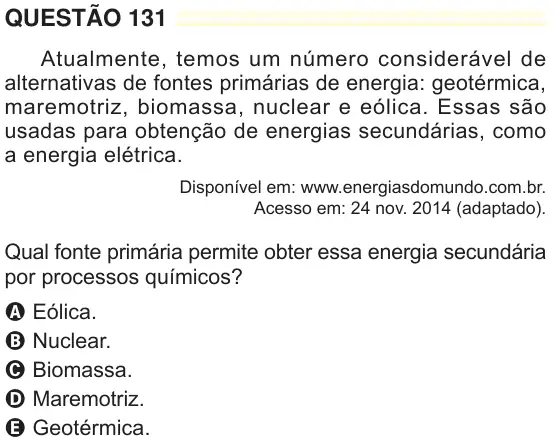 QUESTÃO 131
Atualmente, temos um número considerável de
alternativas de fontes primárias de energia: geotérmica,
maremotriz, biomassa, nuclear e eólica. Essas são
usadas para obtenção de energias secundárias, como
a energia elétrica.
Disponível em: www.energiasdomundo.com.br.
Acesso em: 24 nov. 2014 (adaptado).
Qual fonte primária permite obter essa energia secundária
por processos químicos?
A Eólica.
B Nuclear.
C Biomassa.
D Maremotriz.
E Geotérmica.